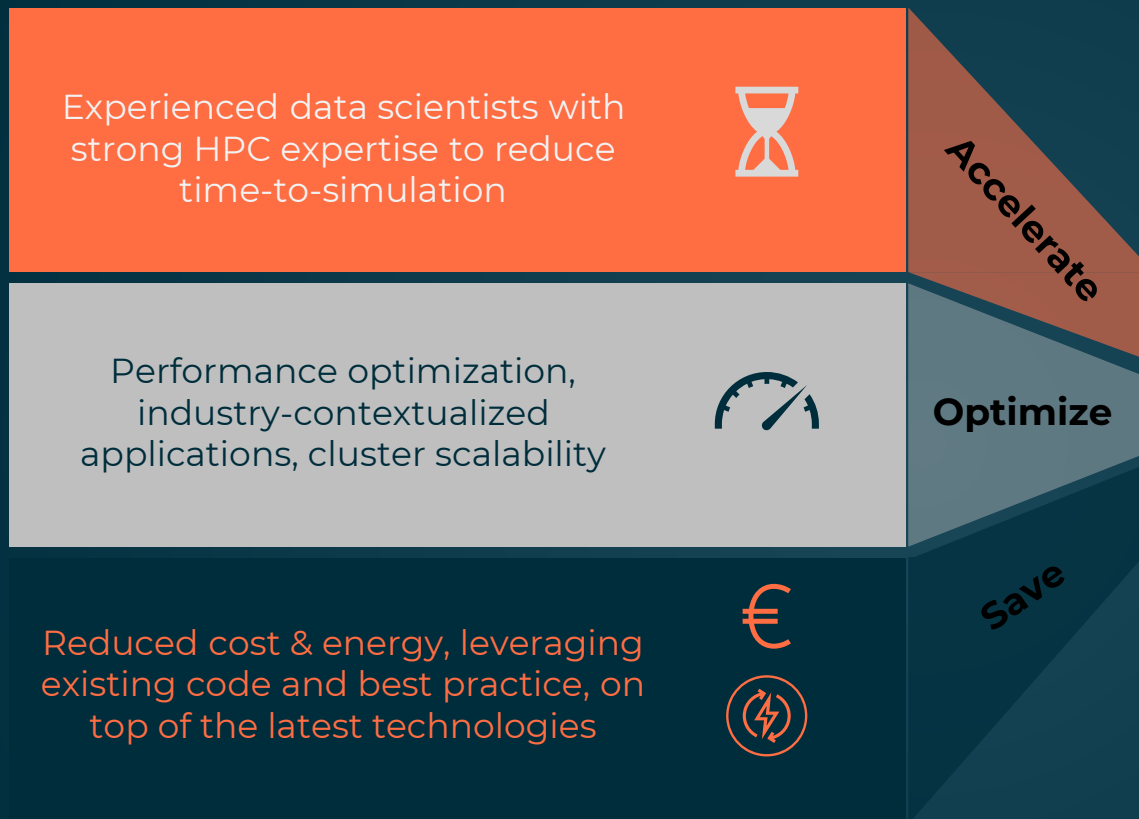 Experienced data scientists with
strong HPC expertise to reduce
time-to-simulation
Accelerate
Performance optimization,
industry-contextualized
applications, cluster scalability
Optimize
Reduced cost & energy, leveraging
existing code and best practice, on
top of the latest technologies
€
Save